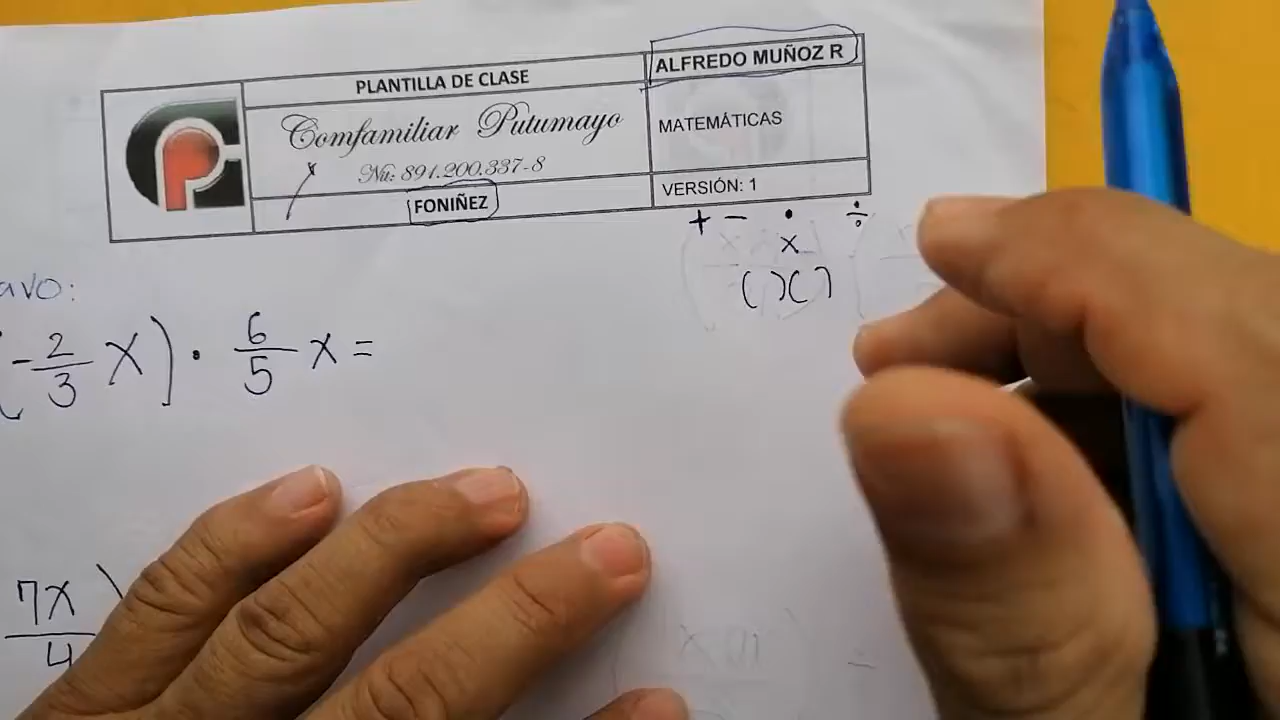 PLANTILLA DE CLASE
ALFREDO MUÑOZ R
Comfamiliar Putumayo
MATEMÁTICAS
Nit: 891.200.337-8
FONIÑEZ
VERSIÓN: 1
+ - • ÷
x
( )( )
avo:
(-2/3 X) · 6/5 x =
7x
4